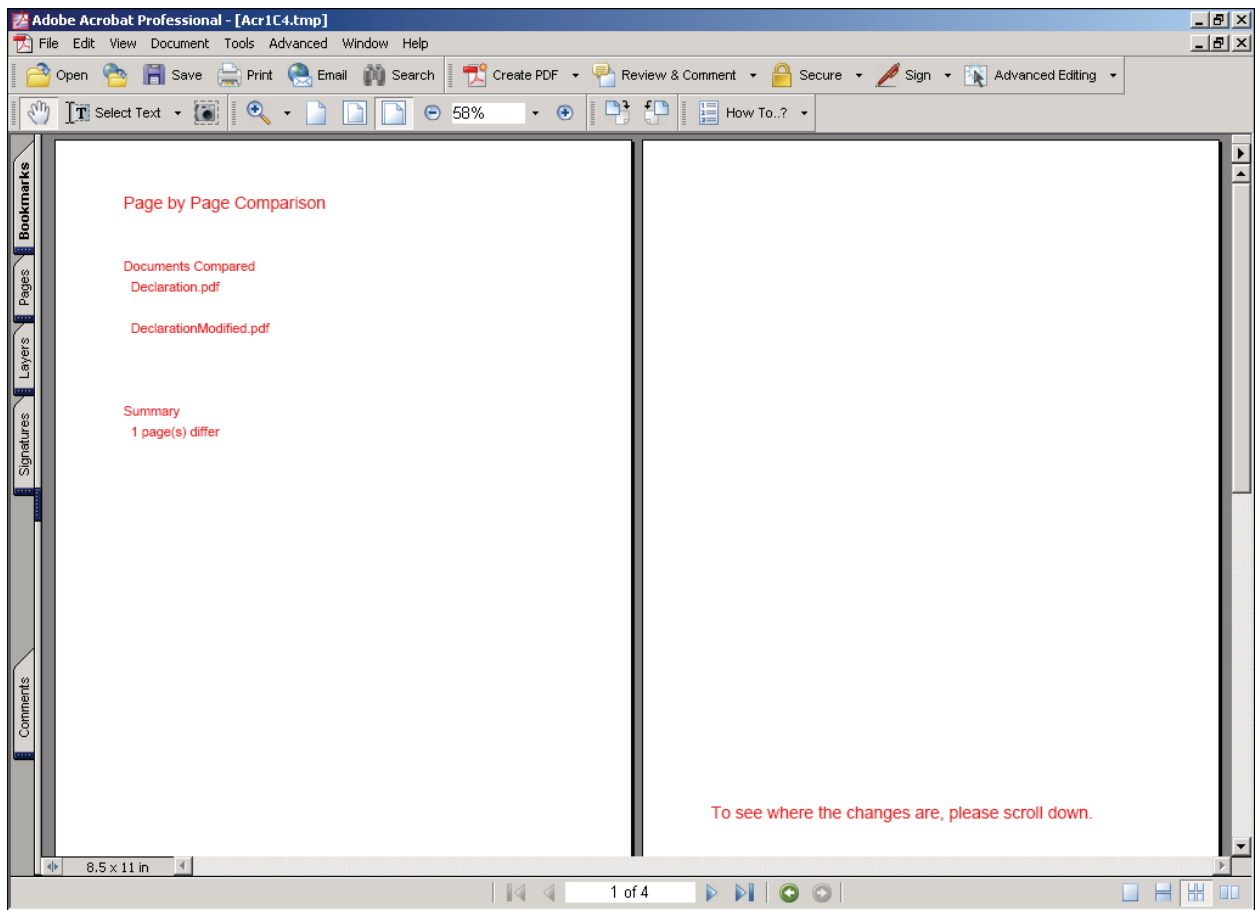 Adobe Acrobat Professional - [Acr1C4.tmp]
File Edit View Document Tools Advanced Window Help
Open Save Print Email Search Create PDF Review & Comment Secure Sign Advanced Editing
Select Text 58% How To..?
Bookmarks
Pages
Layers
Signatures
Comments
Page by Page Comparison
Documents Compared
Declaration.pdf
DeclarationModified.pdf
Summary
1 page(s) differ
To see where the changes are, please scroll down.
8.5 x 11 in
1 of 4